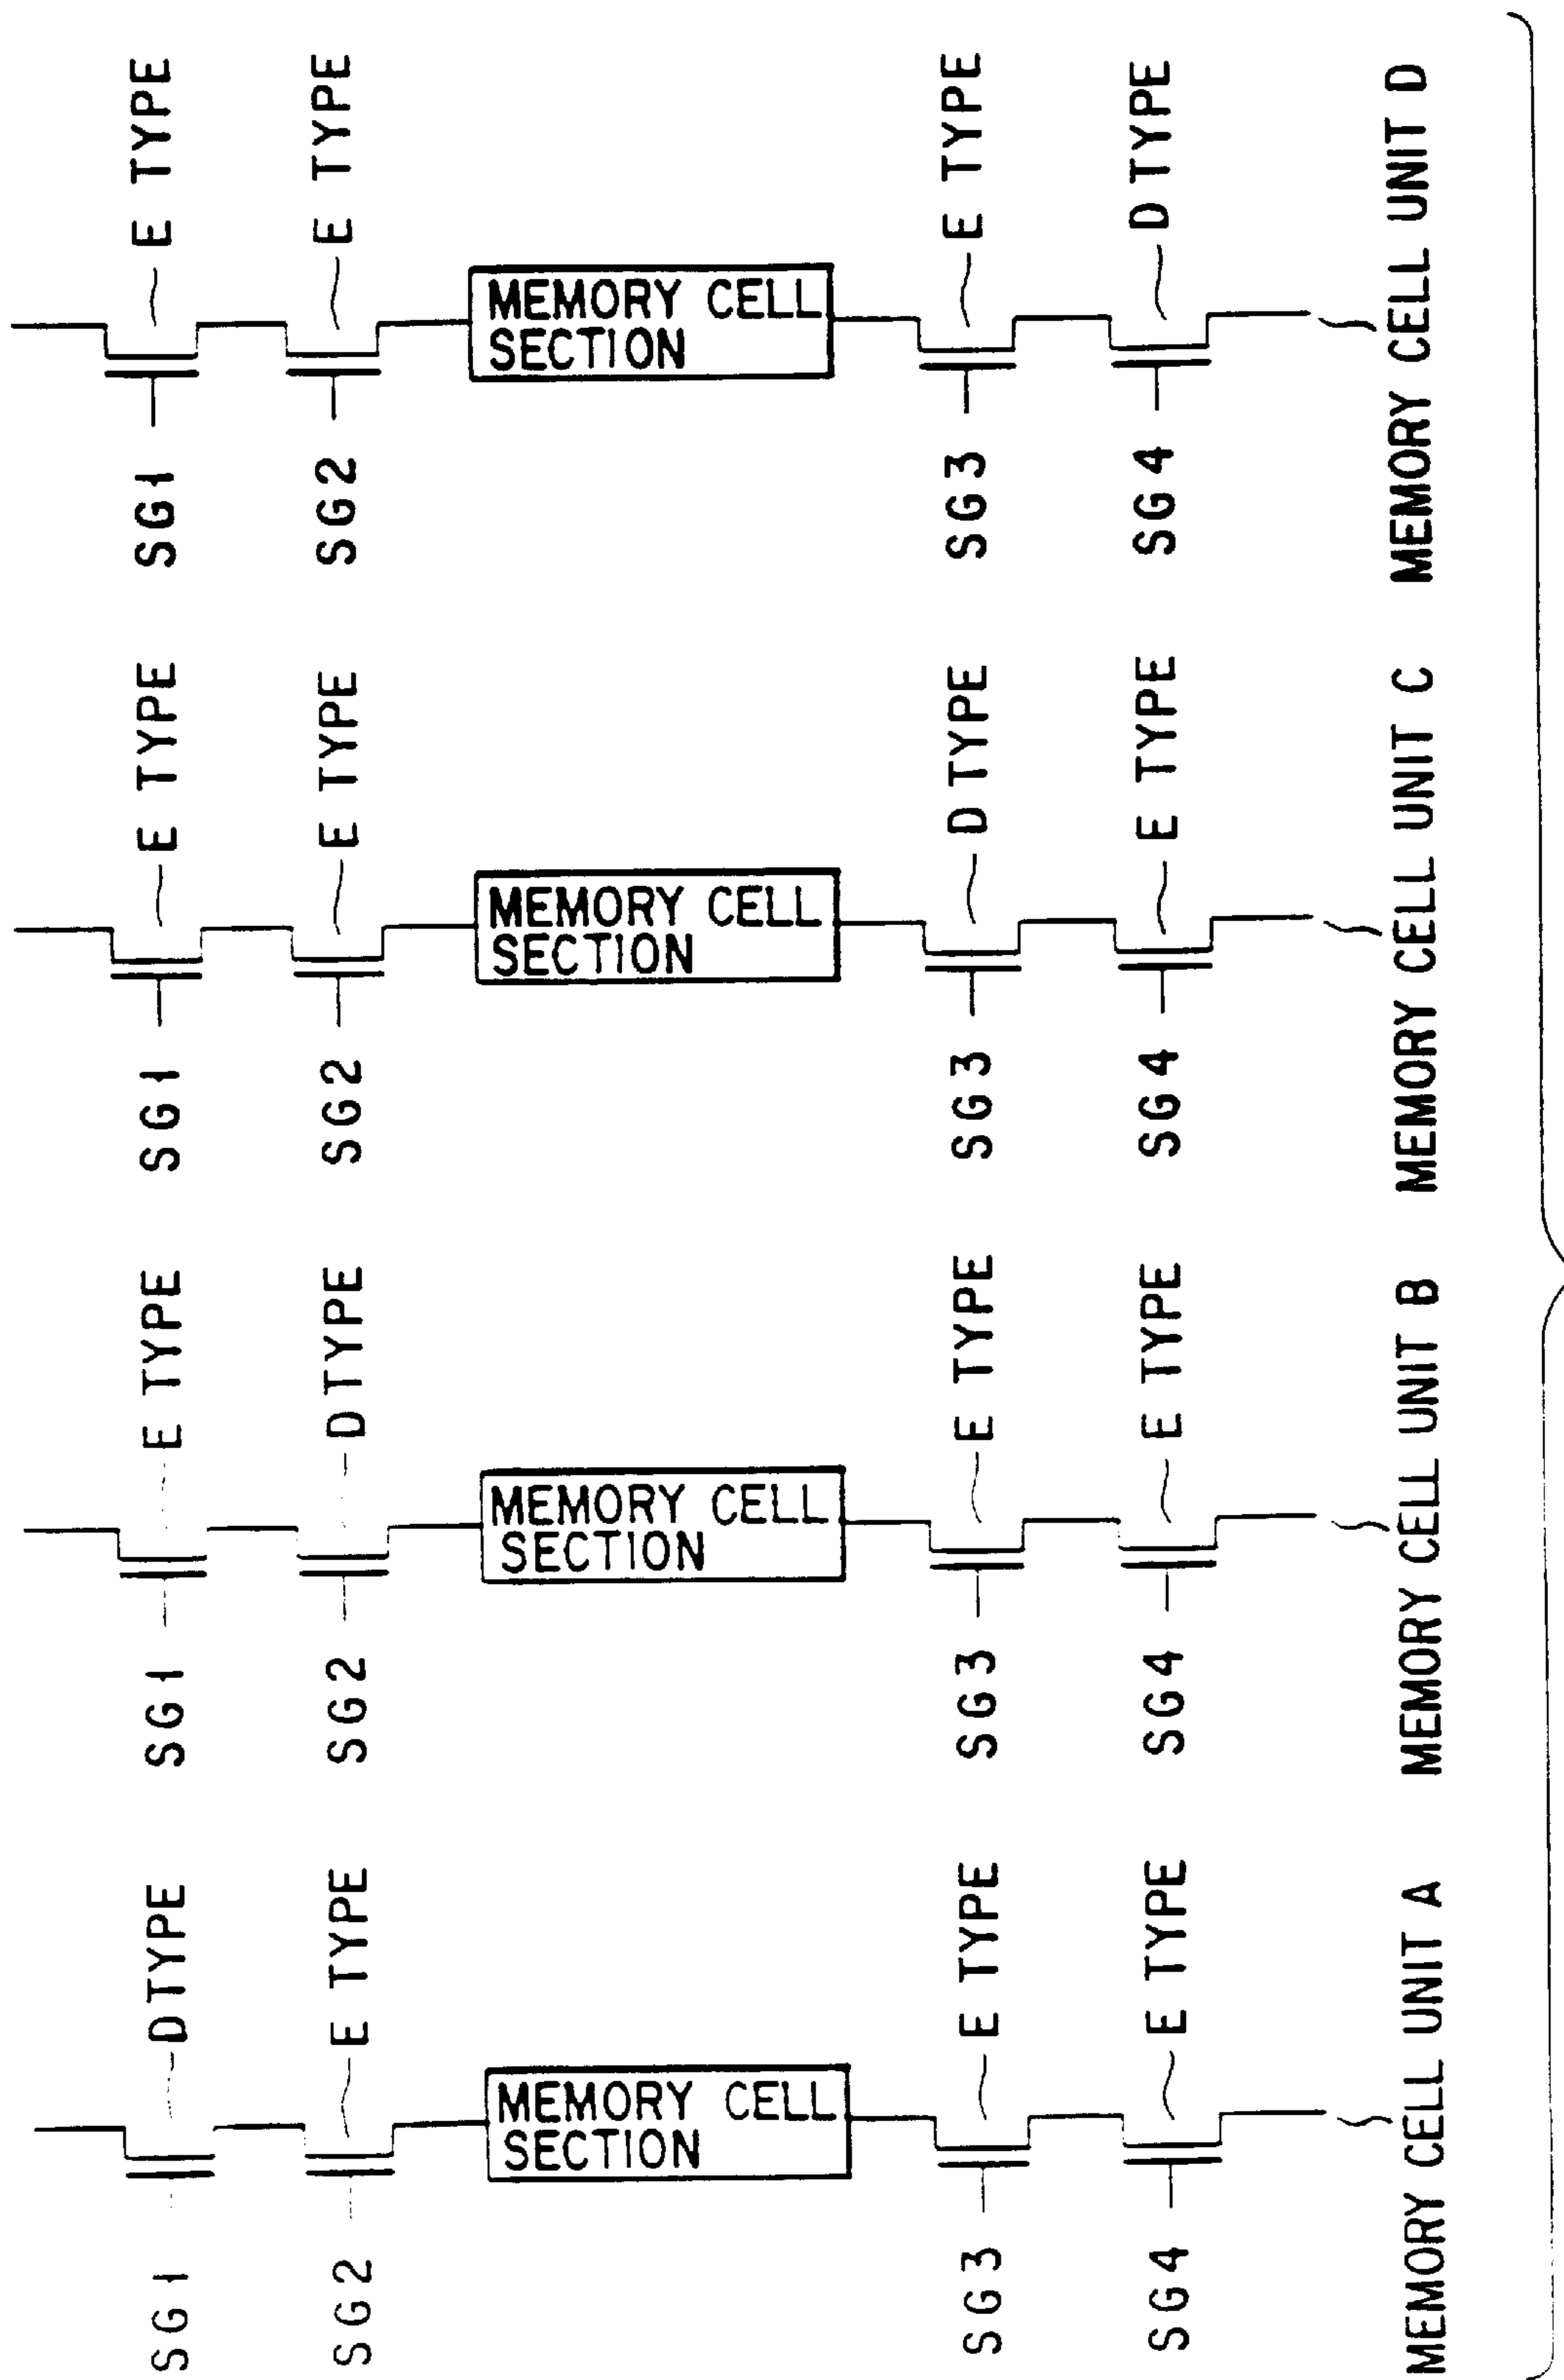 SG1 D TYPE
SG2 E TYPE
MEMORY CELL
SECTION
SG3 E TYPE
SG4 E TYPE
MEMORY CELL UNIT A
SG1 E TYPE
SG2 D TYPE
MEMORY CELL
SECTION
SG3 E TYPE
SG4 E TYPE
MEMORY CELL UNIT B
SG1 E TYPE
SG2 E TYPE
MEMORY CELL
SECTION
SG3 D TYPE
SG4 E TYPE
MEMORY CELL UNIT C
SG1 E TYPE
SG2 E TYPE
MEMORY CELL
SECTION
SG3 E TYPE
SG4 D TYPE
MEMORY CELL UNIT D